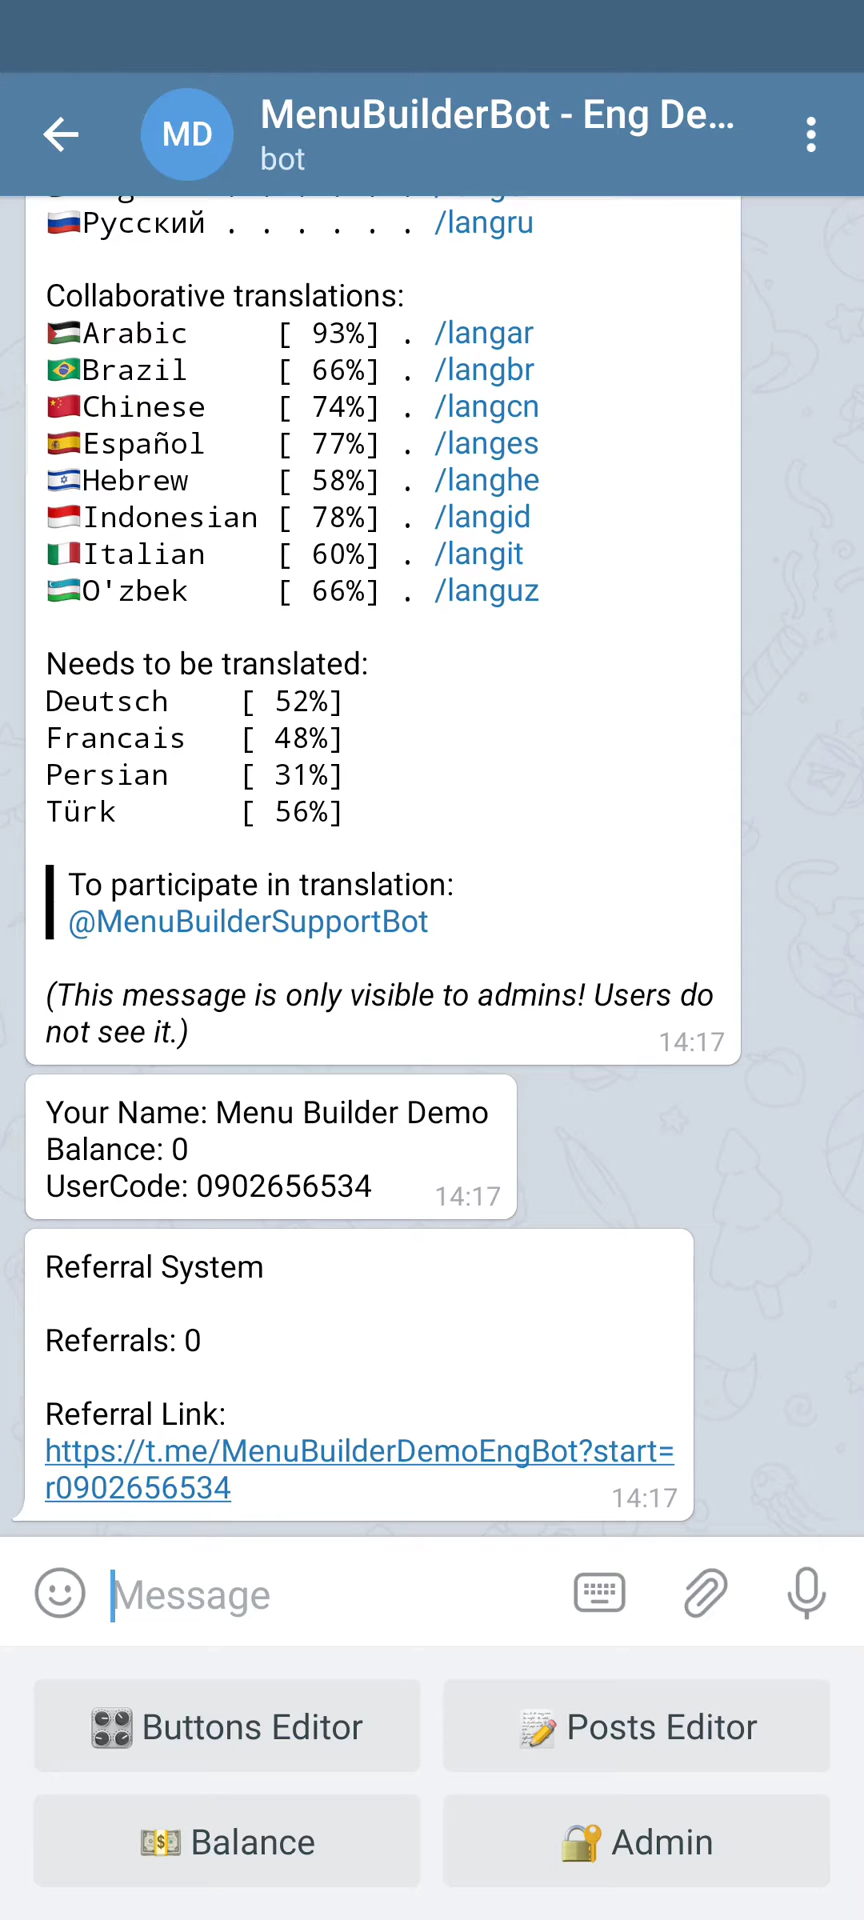 MD
MenuBuilderBot - Eng De...
bot
Русский . . . . . . /langru
Collaborative translations:
Arabic [ 93%] . /langar
Brazil [ 66%] . /langbr
Chinese [ 74%] . /langcn
Español [ 77%] . /langes
Hebrew [ 58%] . /langhe
Indonesian [ 78%] . /langid
Italian [ 60%] . /langit
O'zbek [ 66%] . /languz
Needs to be translated:
Deutsch [ 52%]
Francais [ 48%]
Persian [ 31%]
Türk [ 56%]
To participate in translation:
@MenuBuilderSupportBot
(This message is only visible to admins! Users do
not see it.)
14:17
Your Name: Menu Builder Demo
Balance: 0
UserCode: 0902656534
14:17
Referral System
Referrals: 0
Referral Link:
https://t.me/MenuBuilderDemoEngBot?start=
r0902656534
14:17
Message
Buttons Editor
Posts Editor
Balance
Admin